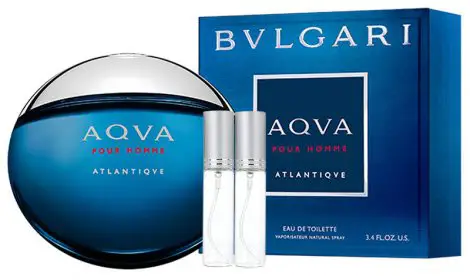 AQVA
POUR HOMME
ATLANTIQVE
BVLGARI
AQVA
POUR HOMME
ATLANTIQVE
EAU DE TOILETTE
VAPORISATEUR NATURAL SPRAY
3.4 FL.OZ. U.S.